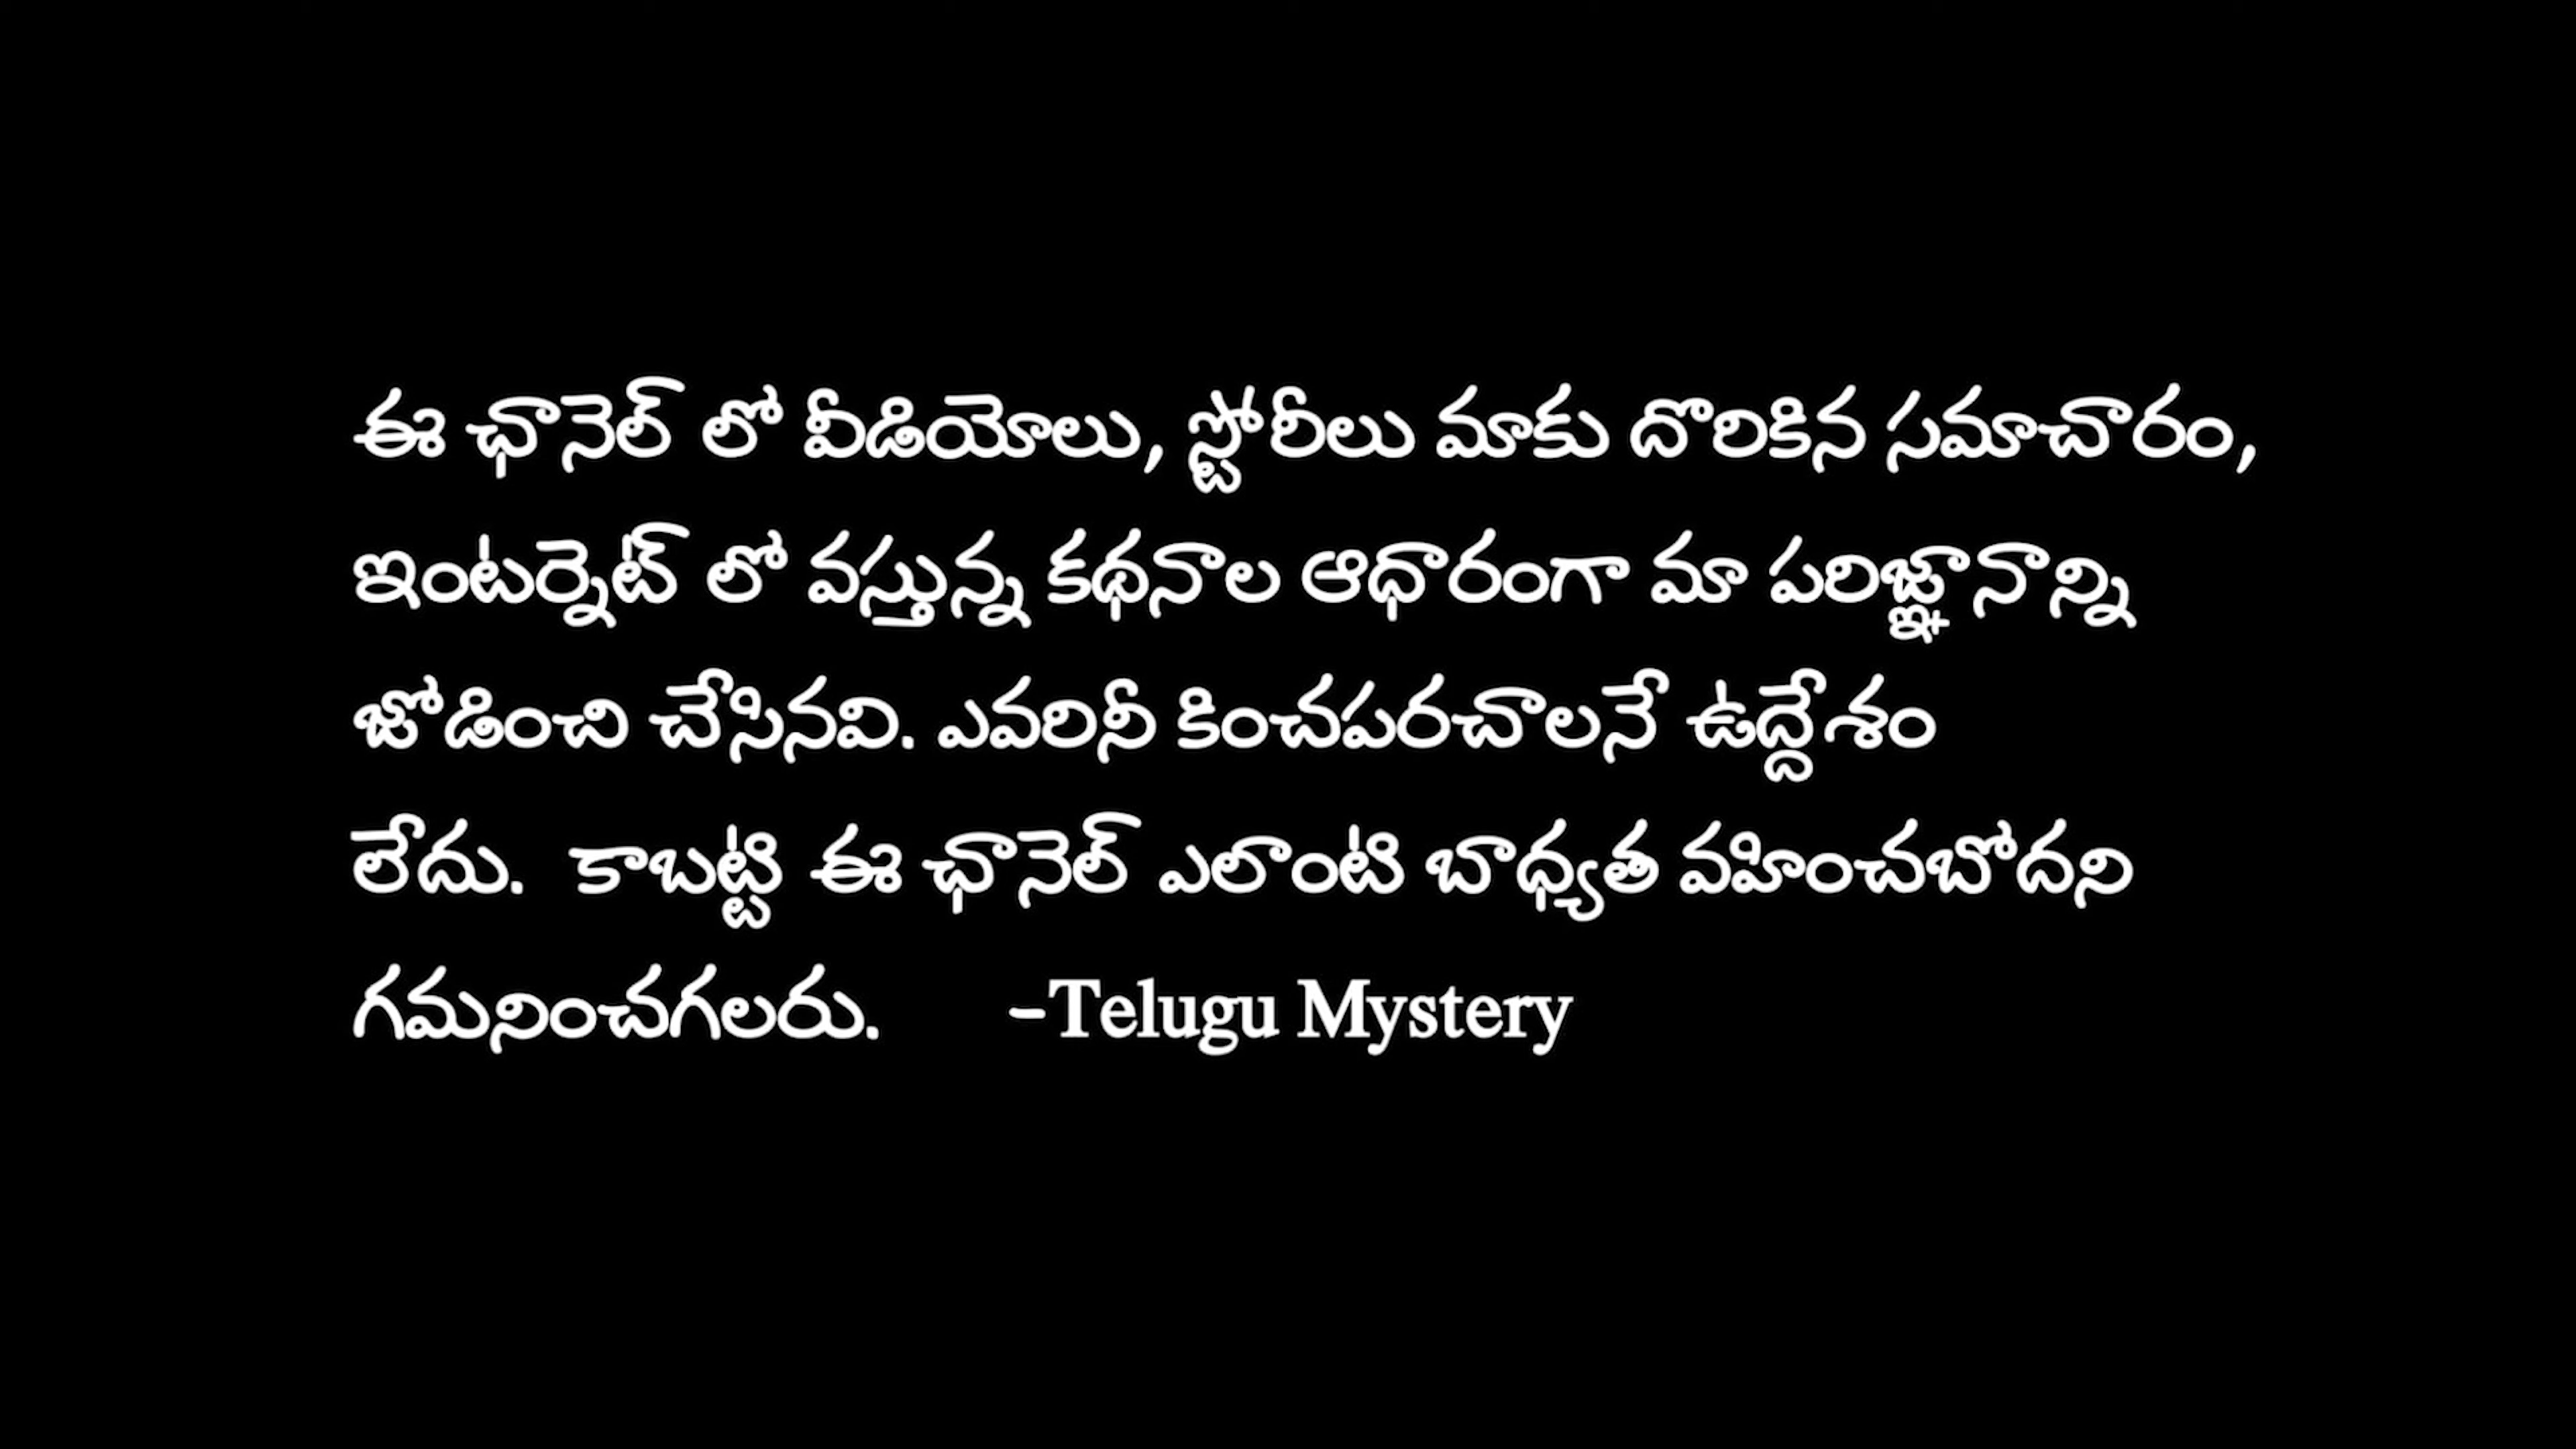 ఈ ఛానెల్ లో వీడియోలు, స్టోరీలు మాకు దొరికిన సమాచారం,
ఇంటర్నెట్ లో వస్తున్న కథనాల ఆధారంగా మా పరిజ్ఞానాన్ని
జోడించి చేసినవి. ఎవరినీ కించపరచాలనే ఉద్దేశం
లేదు. కాబట్టి ఈ ఛానెల్ ఎలాంటి బాధ్యత వహించబోదని
గమనించగలరు. -Telugu Mystery